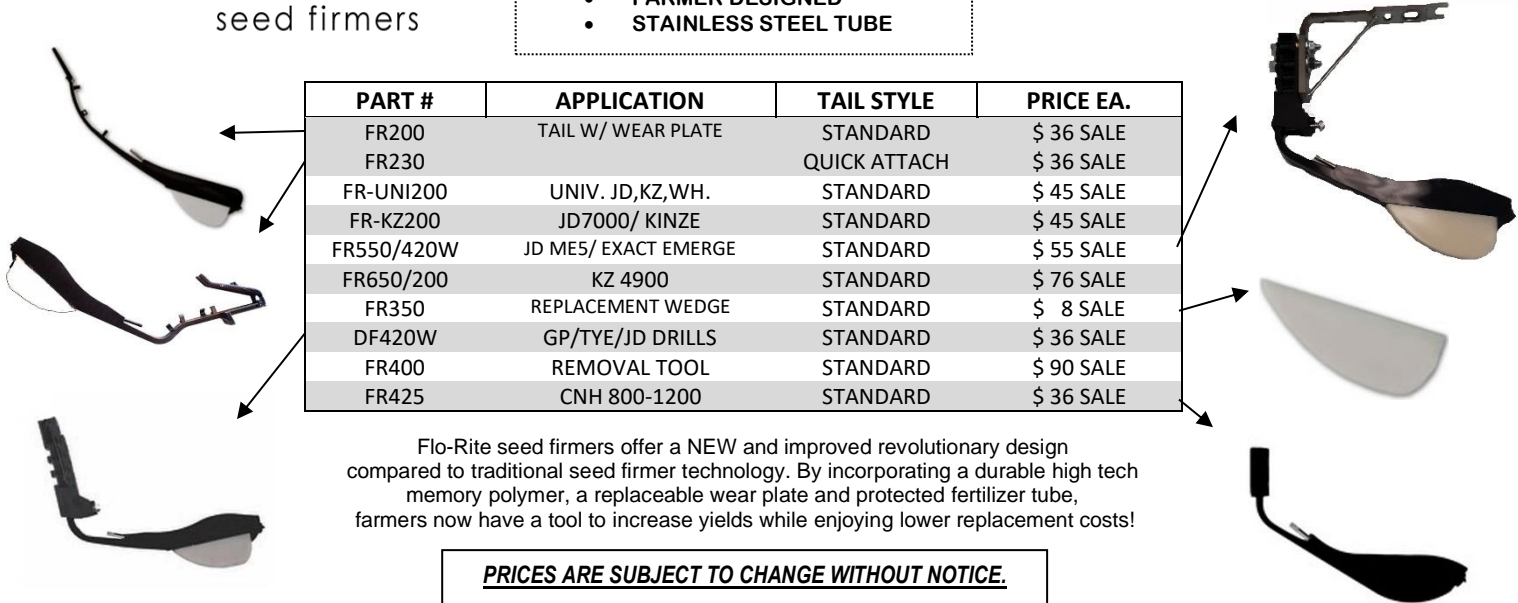 seed firmers
• FARMER DESIGNED
• STAINLESS STEEL TUBE
PART # APPLICATION TAIL STYLE PRICE EA.
FR200 TAIL W/ WEAR PLATE STANDARD $ 36 SALE
FR230 QUICK ATTACH $ 36 SALE
FR-UNI200 UNIV. JD,KZ,WH. STANDARD $ 45 SALE
FR-KZ200 JD7000/ KINZE STANDARD $ 45 SALE
FR550/420W JD ME5/ EXACT EMERGE STANDARD $ 55 SALE
FR650/200 KZ 4900 STANDARD $ 76 SALE
FR350 REPLACEMENT WEDGE STANDARD $ 8 SALE
DF420W GP/TYE/JD DRILLS STANDARD $ 36 SALE
FR400 REMOVAL TOOL STANDARD $ 90 SALE
FR425 CNH 800-1200 STANDARD $ 36 SALE
Flo-Rite seed firmers offer a NEW and improved revolutionary design
compared to traditional seed firmer technology. By incorporating a durable high tech
memory polymer, a replaceable wear plate and protected fertilizer tube,
farmers now have a tool to increase yields while enjoying lower replacement costs!
PRICES ARE SUBJECT TO CHANGE WITHOUT NOTICE.